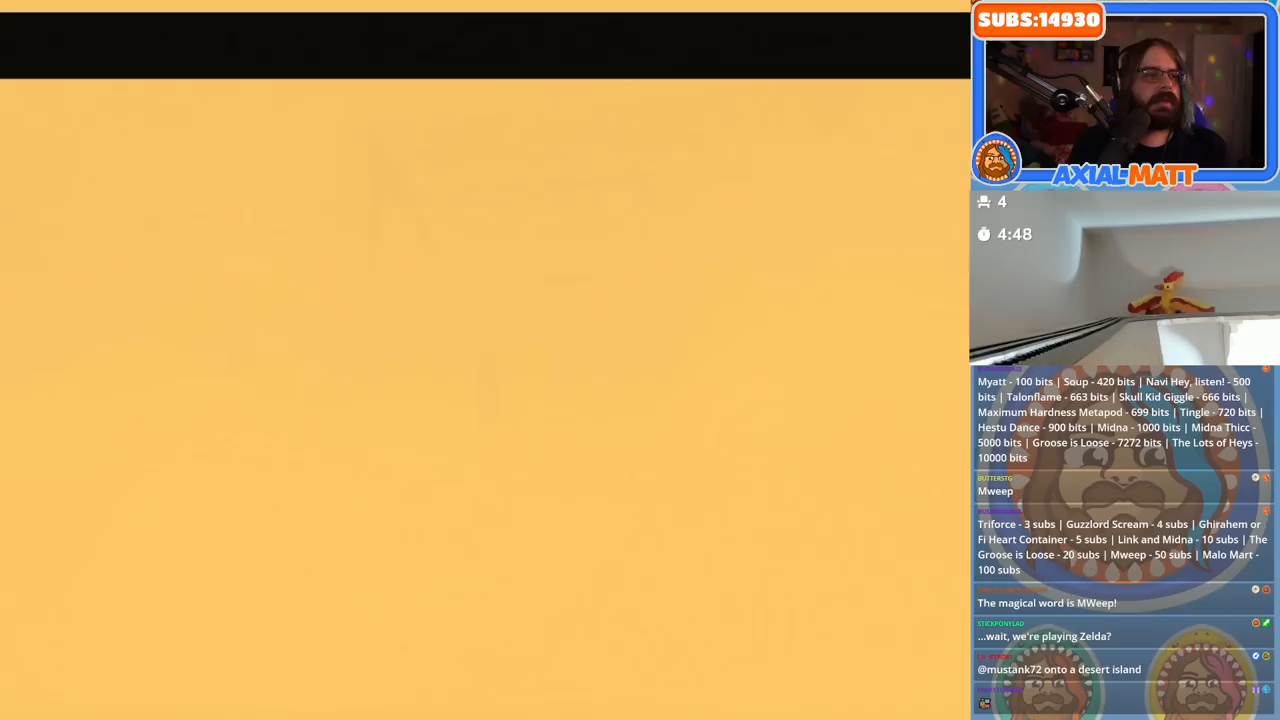 SUBS:14930
AXIAL MATT
4
4:48
Myatt - 100 bits | Soup - 420 bits | Navi Hey, listen! - 500
bits | Talonflame - 663 bits | Skull Kid Giggle - 666 bits |
Maximum Hardness Metapod - 699 bits | Tingle - 720 bits |
Hestu Dance - 900 bits | Midna - 1000 bits | Midna Thicc -
5000 bits | Groose is Loose - 7272 bits | The Lots of Heys -
10000 bits
BUTTERSTG
Mweep
Triforce - 3 subs | Guzzlord Scream - 4 subs | Ghirahem or
Fi Heart Container - 5 subs | Link and Midna - 10 subs | The
Groose is Loose - 20 subs | Mweep - 50 subs | Malo Mart -
100 subs
The magical word is MWeep!
STICKPONYLAD
...wait, we're playing Zelda?
@mustank72 onto a desert island